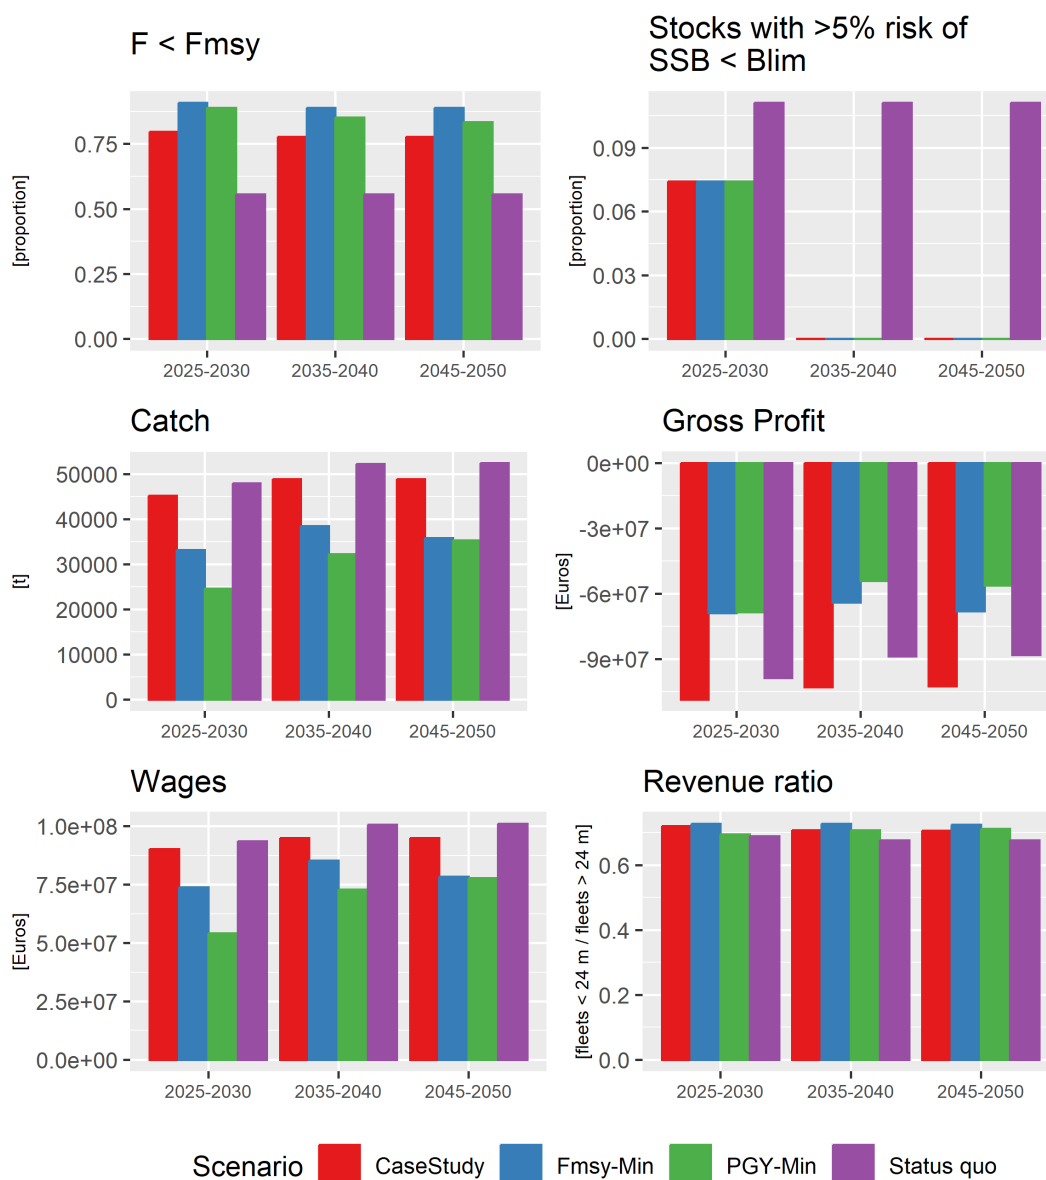 F < Fmsy
[proportion]
0.75
0.50
0.25
0.00
2025-2030 2035-2040 2045-2050
Stocks with >5% risk of
SSB < Blim
[proportion]
0.09
0.06
0.03
0.00
2025-2030 2035-2040 2045-2050
Catch
[t]
50000
40000
30000
20000
10000
0
2025-2030 2035-2040 2045-2050
Gross Profit
[Euros]
0e+00
-3e+07
-6e+07
-9e+07
2025-2030 2035-2040 2045-2050
Wages
[Euros]
1.0e+08
7.5e+07
5.0e+07
2.5e+07
0.0e+00
2025-2030 2035-2040 2045-2050
Revenue ratio
[fleets < 24 m / fleets > 24 m]
0.6
0.4
0.2
0.0
2025-2030 2035-2040 2045-2050
Scenario CaseStudy Fmsy-Min PGY-Min Status quo